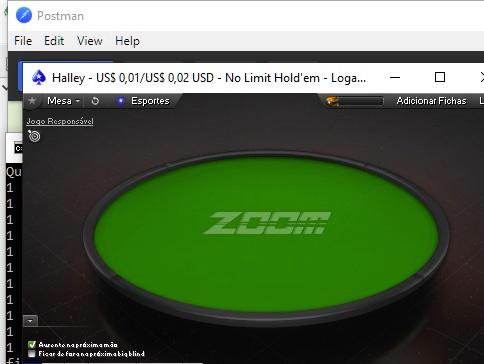 Postman
File Edit View Help
Halley - US$ 0,01/US$ 0,02 USD - No Limit Hold'em - Loga...
Mesa Esportes Adicionar Fichas L
Jogo Responsável
C:
Qu
1
1
1
1
1
1
1
1
1
1
fi
ZOOM
Ausente na próxima mão
Ficar de fora na próxima big blind